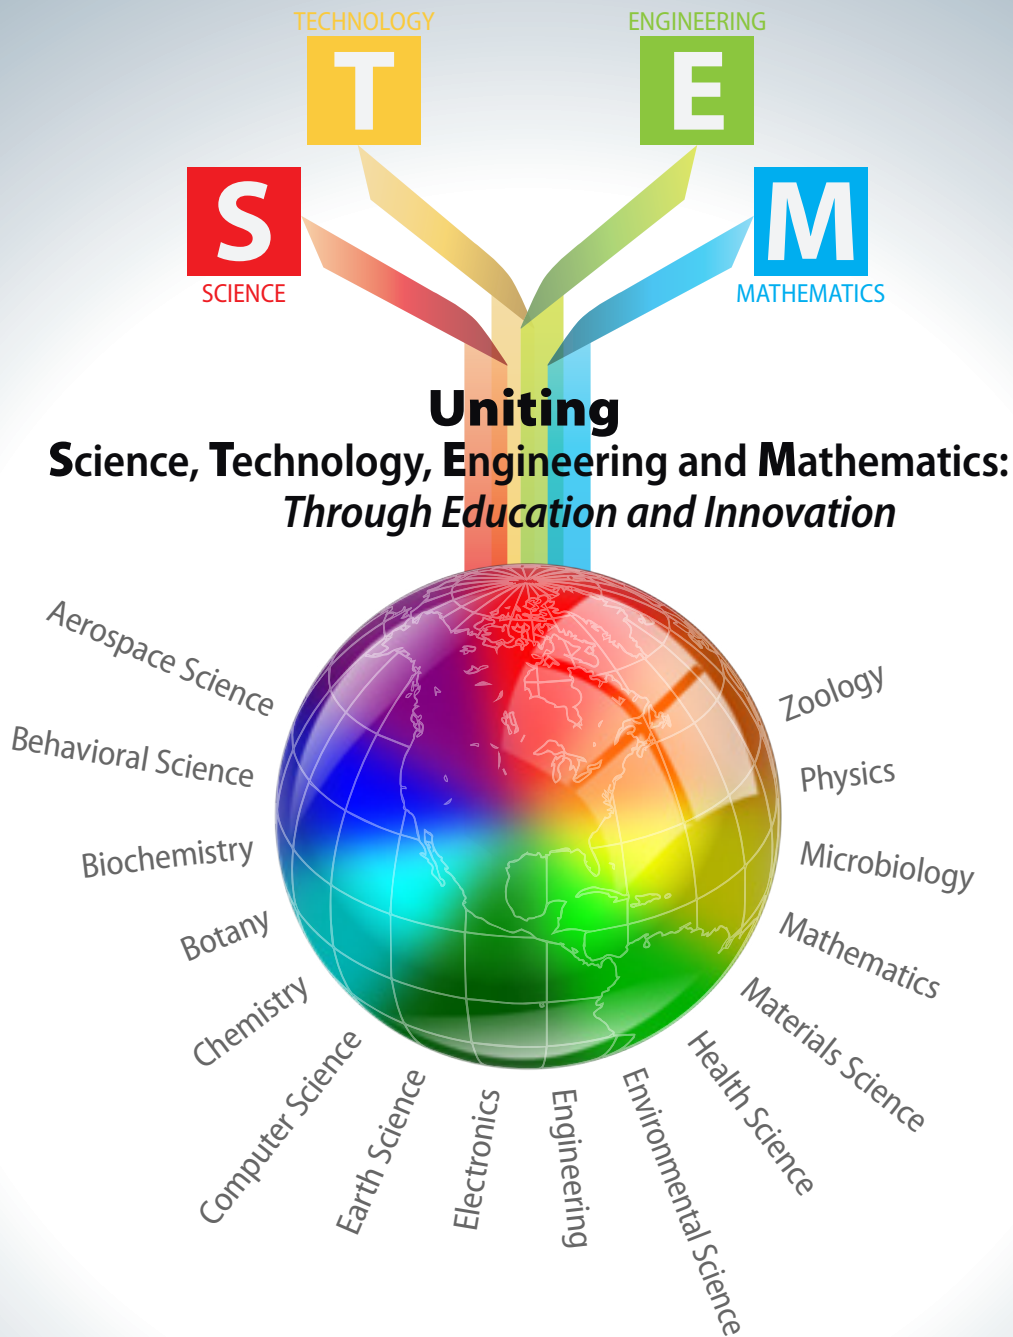 TECHNOLOGY
ENGINEERING
T
E
S
M
SCIENCE
MATHEMATICS
Uniting
Science, Technology, Engineering and Mathematics:
Through Education and Innovation
Aerospace Science
Behavioral Science
Biochemistry
Botany
Chemistry
Computer Science
Earth Science
Electronics
Engineering
Environmental Science
Health Science
Materials Science
Mathematics
Microbiology
Physics
Zoology